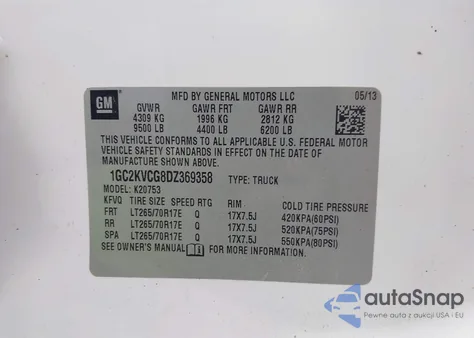 GM
MFD BY GENERAL MOTORS LLC 05/13
GVWR GAWR FRT GAWR RR
4309 KG 1996 KG 2812 KG
9500 LB 4400 LB 6200 LB
THIS VEHICLE CONFORMS TO ALL APPLICABLE U.S. FEDERAL MOTOR
VEHICLE SAFETY STANDARDS IN EFFECT ON THE DATE OF
MANUFACTURE SHOWN ABOVE.
1GC2KVCG8DZ369358 TYPE: TRUCK
MODEL: K20753
KFVQ TIRE SIZE SPEED RTG RIM COLD TIRE PRESSURE
FRT LT265/70R17E Q 17X7.5J 420KPA(60PSI)
RR LT265/70R17E Q 17X7.5J 520KPA(75PSI)
SPA LT265/70R17E Q 17X7.5J 550KPA(80PSI)
SEE OWNER'S MANUAL FOR MORE INFORMATION.
autoSnap
Pewne auta z aukcji USA i EU